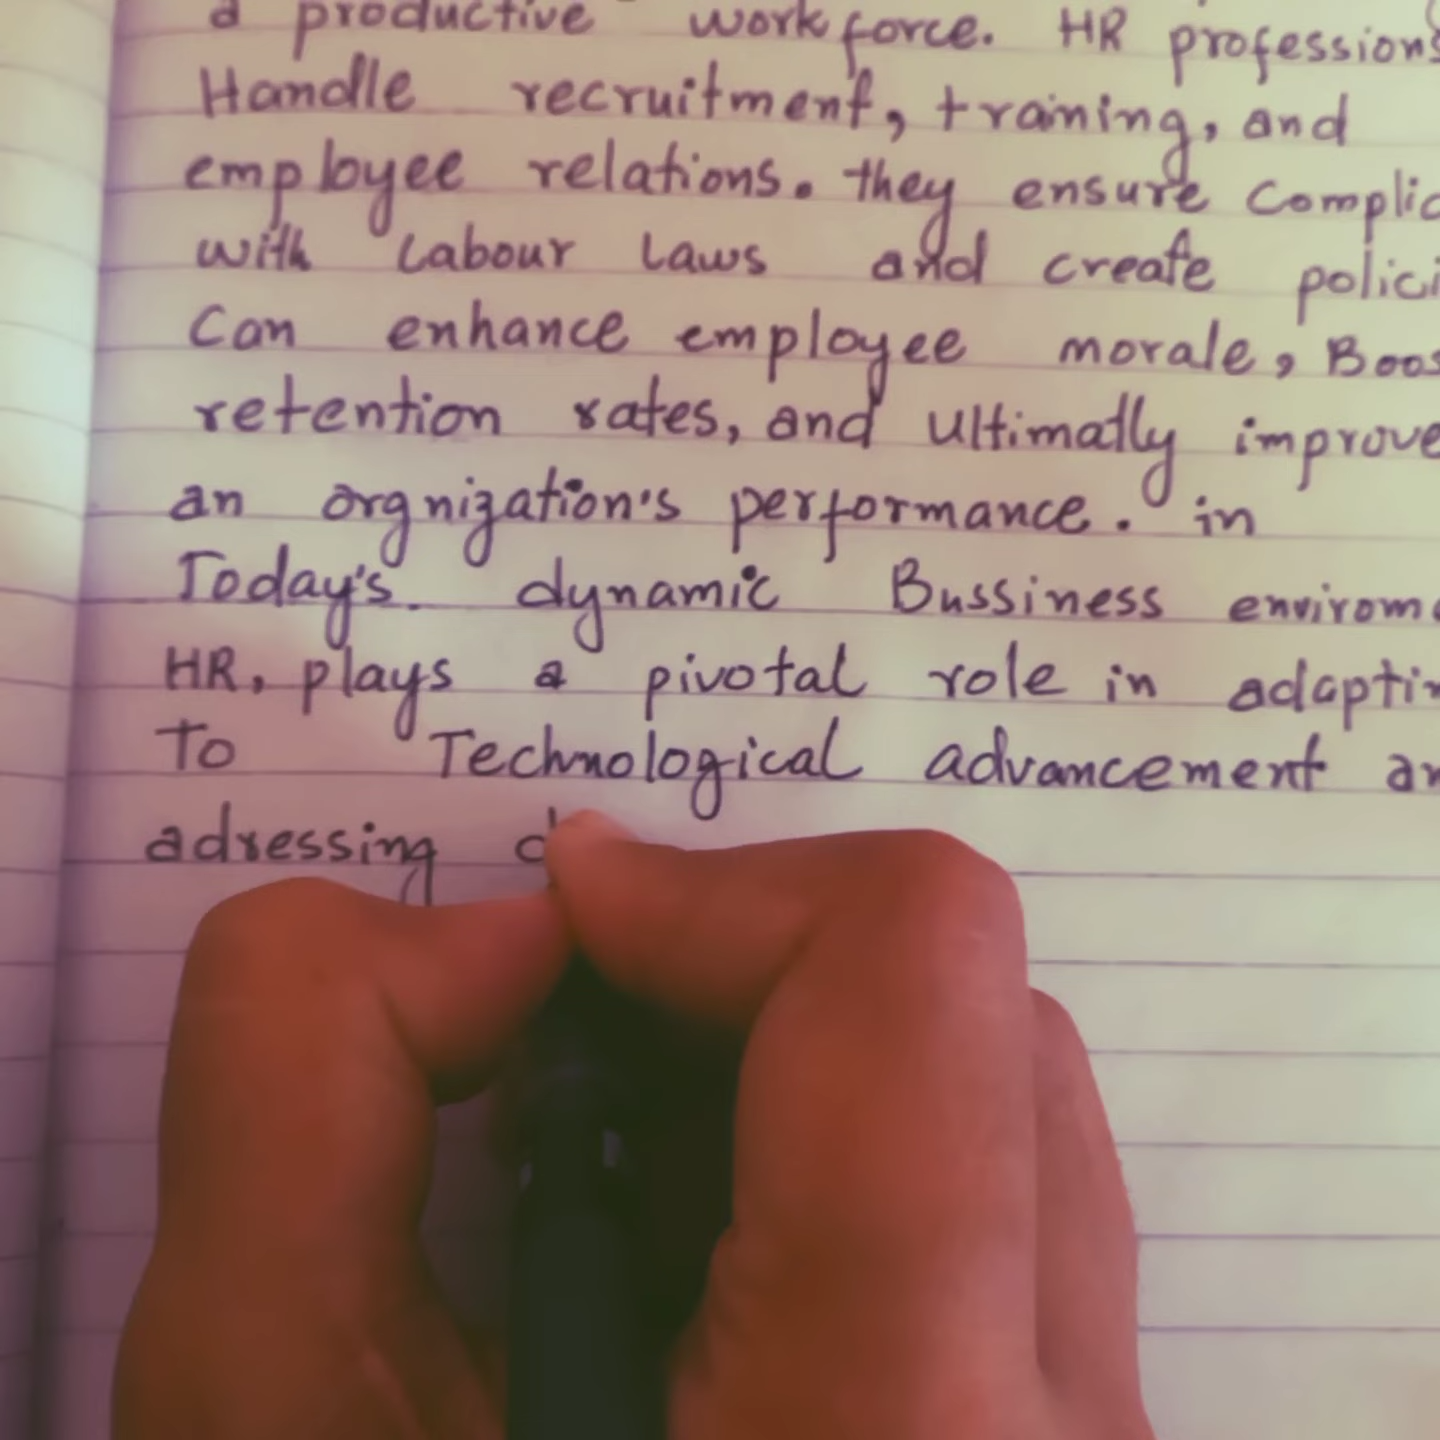 a productive workforce. HR profession
Handle recruitment, training, and
employee relations. they ensure
with Labour Laws and create
Can enhance employee morale,
retention rates, and ultimatly improve
an orgnization's performance. in
Today's. dynamic Bussiness
HR, plays a pivotal role in
To Technological advancement
adressing